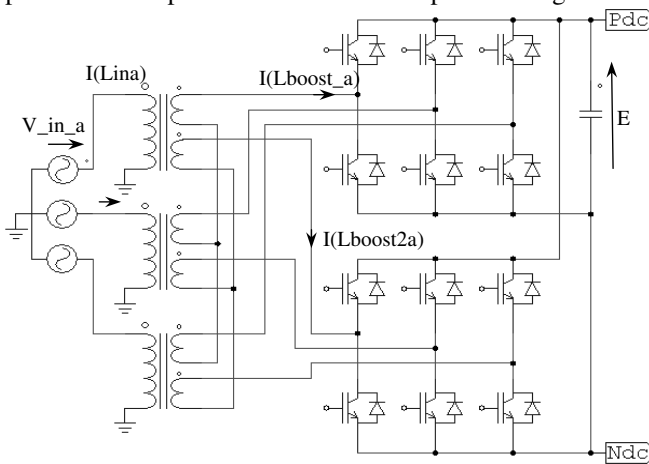 Pdc
I(Lina)
I(Lboost_a)
V_in_a
E
I(Lboost2a)
Ndc